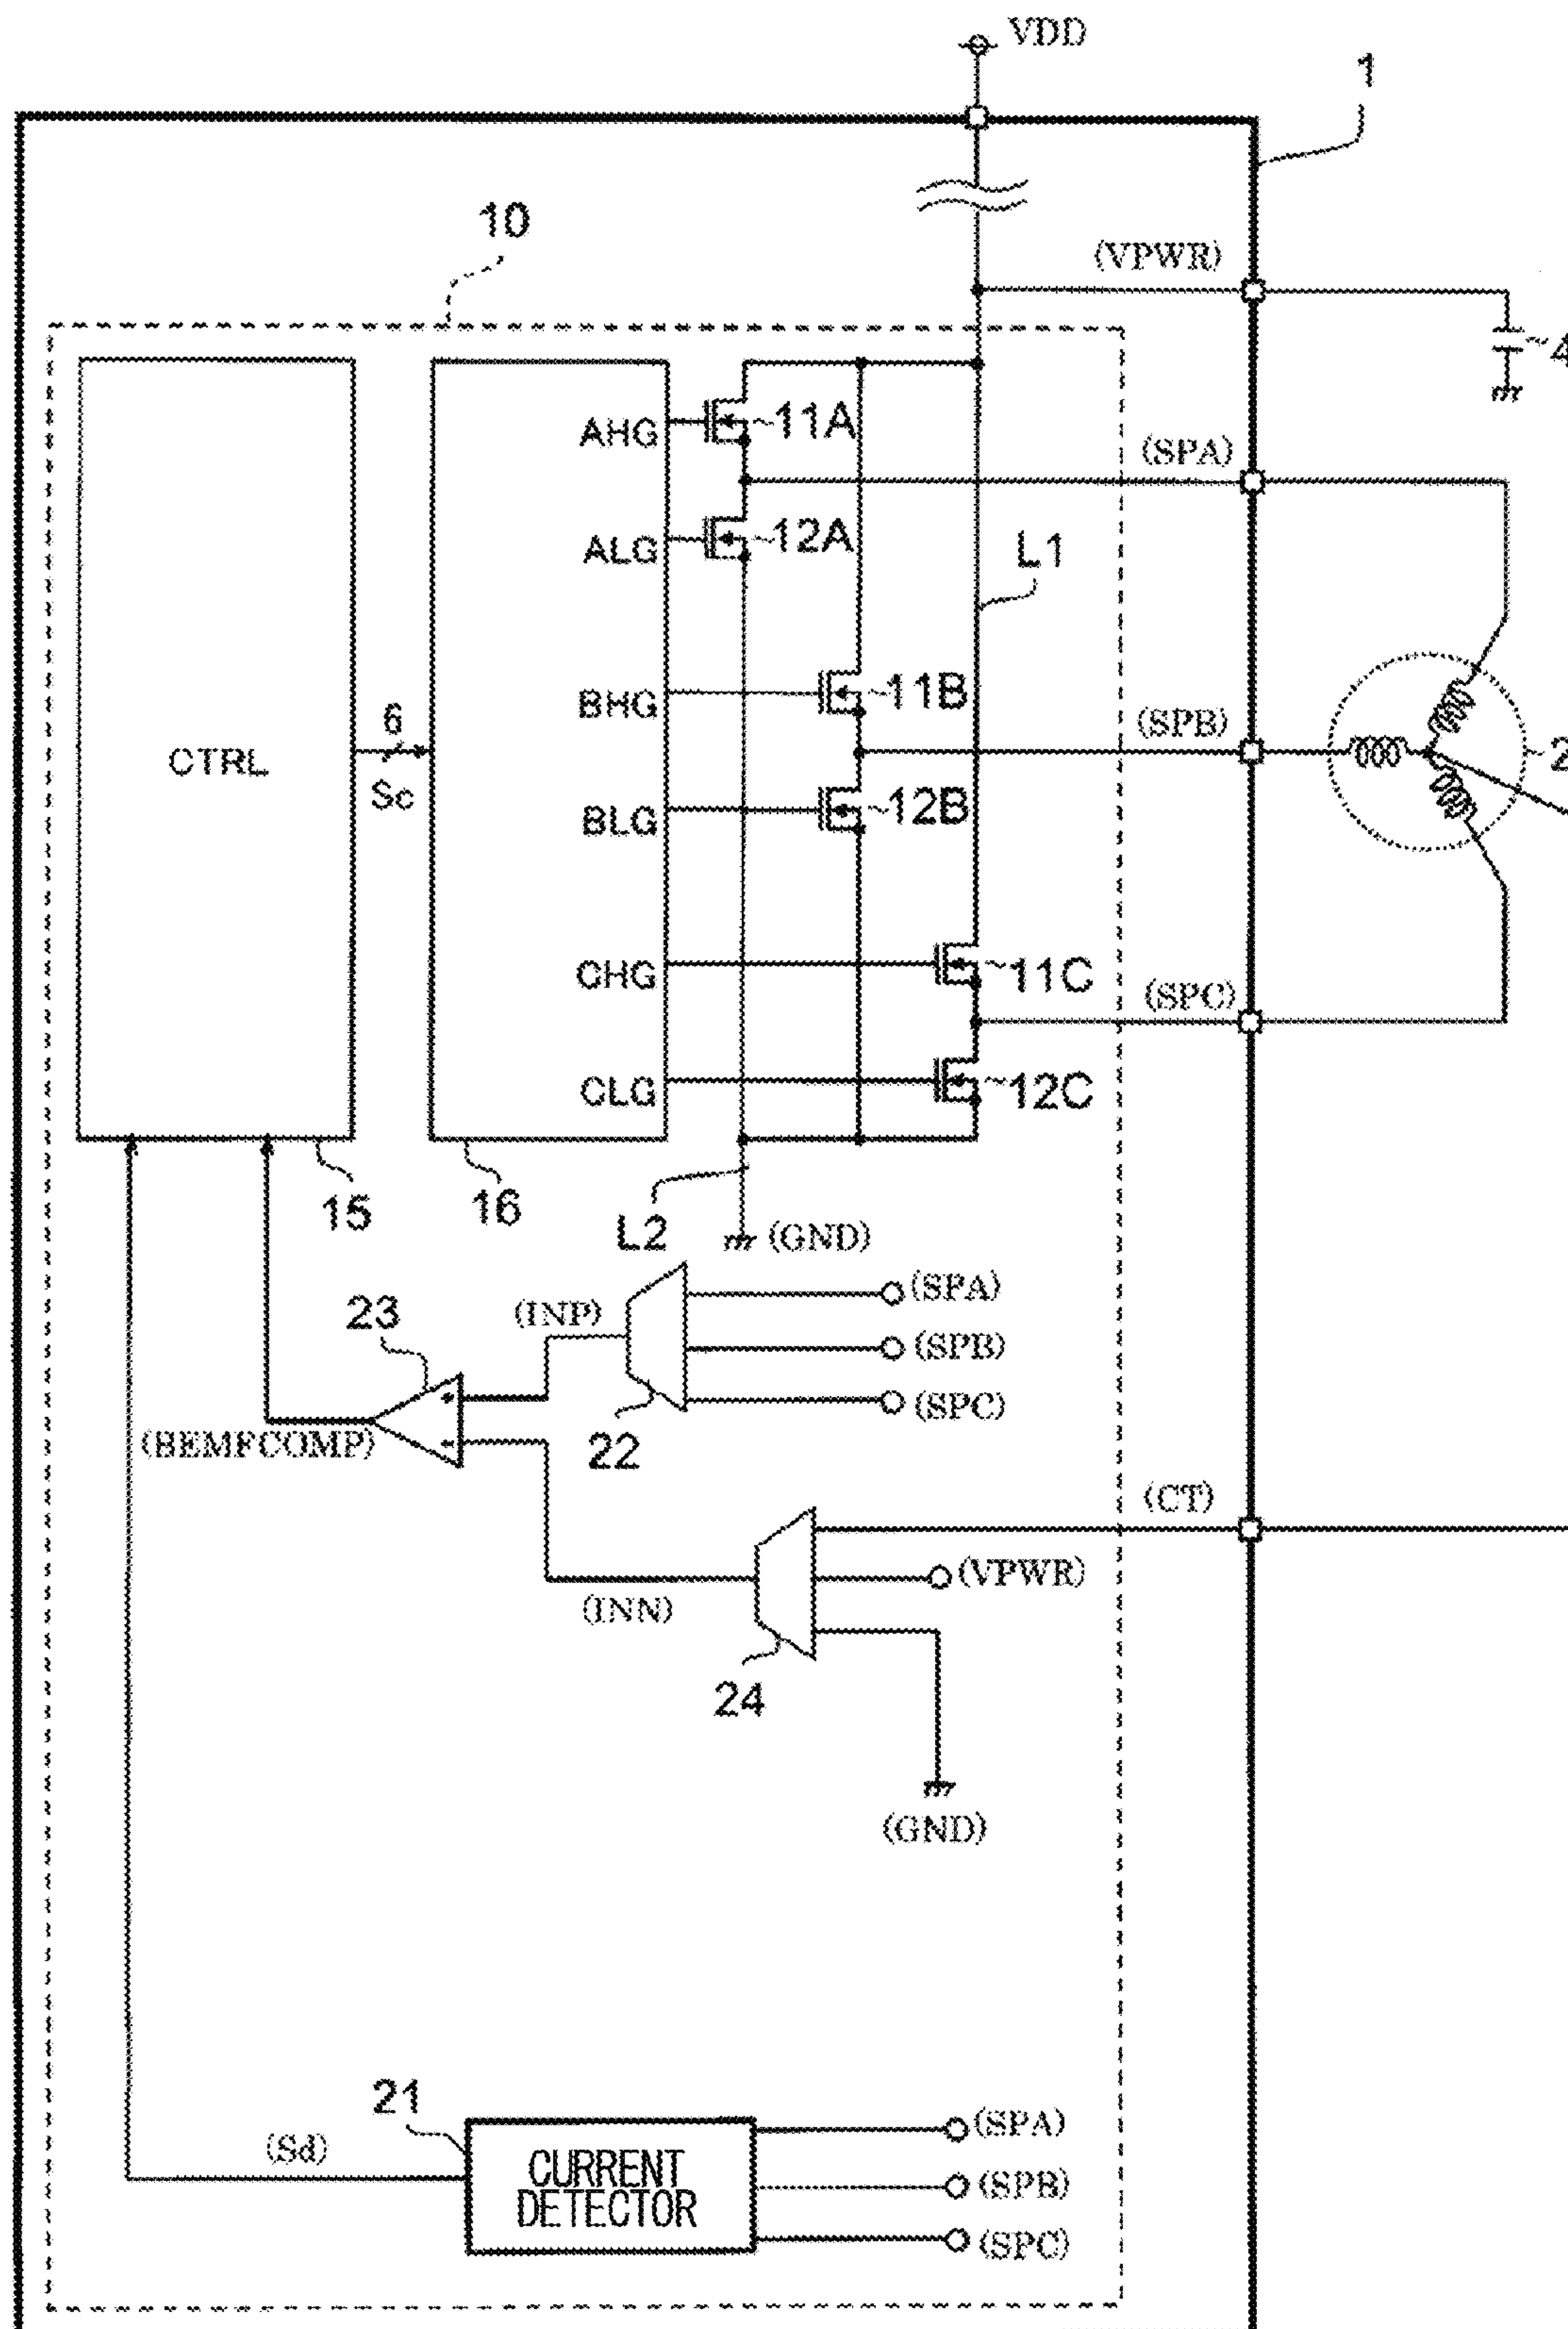 VDD
1
10
(VPWR)
4
AHG
11A
(SPA)
ALG
12A
L1
BHG
11B
6
(SPB)
CTRL
2
Sc
BLG
12B
CHG
11C
(SPC)
CLG
12C
15
16
L2
(GND)
(SPA)
23
(INP)
(SPB)
(SPC)
(BEMFCOMP)
+
-
22
(CT)
(VPWR)
(INN)
24
(GND)
21
(SPA)
(Sd)
CURRENT
DETECTOR
(SPB)
(SPC)